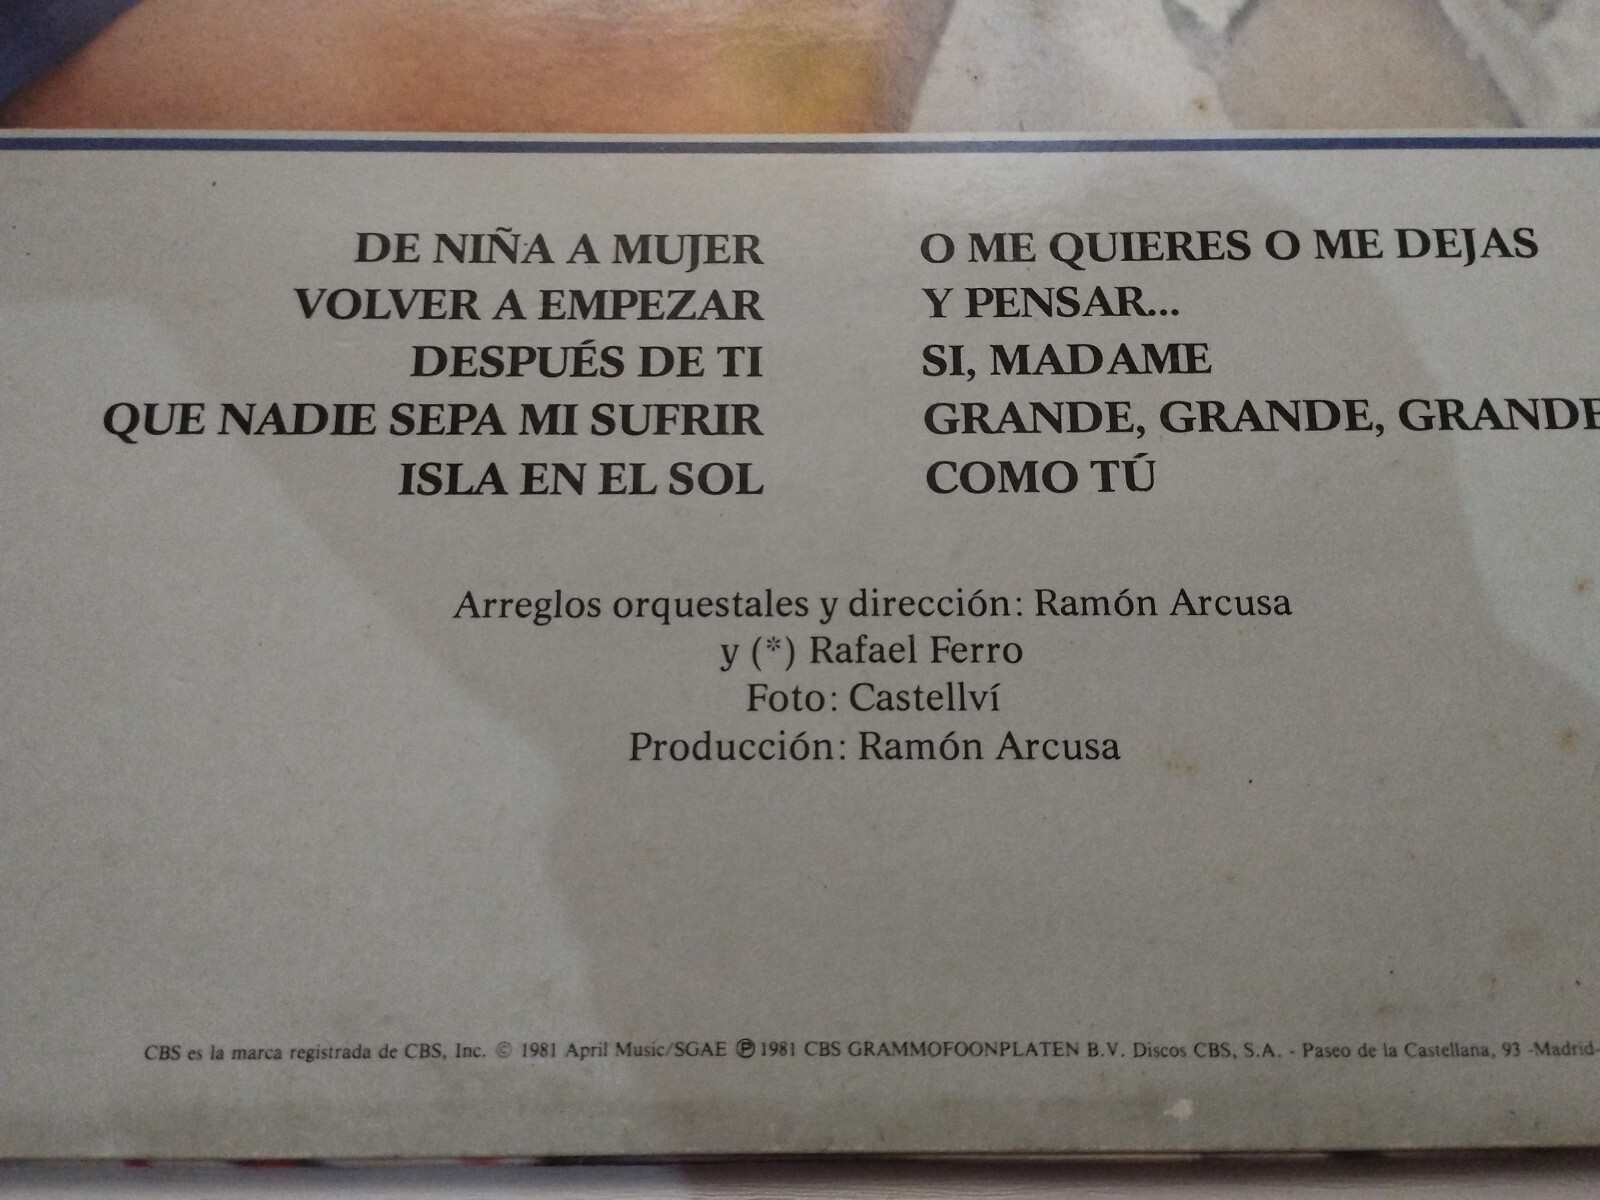 DE NIÑA A MUJER
VOLVER A EMPEZAR
DESPUÉS DE TI
QUE NADIE SEPA MI SUFRIR
ISLA EN EL SOL
O ME QUIERES O ME DEJAS
Y PENSAR...
SI, MADAME
GRANDE, GRANDE, GRANDE
COMO TÚ
Arreglos orquestales y dirección: Ramón Arcusa
y (*) Rafael Ferro
Foto: Castellví
Producción: Ramón Arcusa
CBS es la marca registrada de CBS, Inc. © 1981 April Music/SGAE ℗ 1981 CBS GRAMMOFOONPLATEN B.V. Discos CBS, S.A. - Paseo de la Castellana, 93 -Madrid-